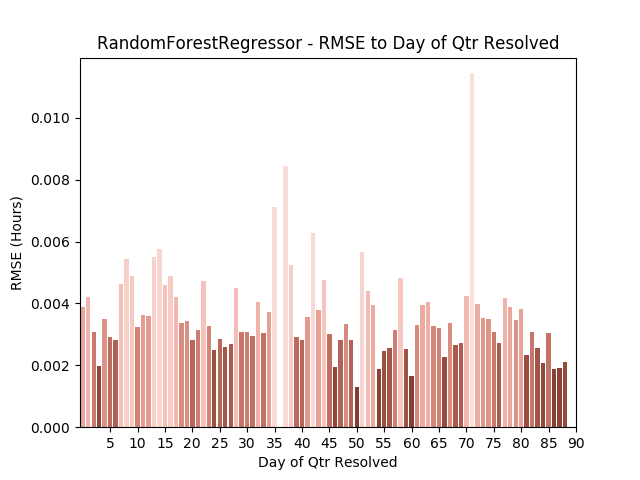 RandomForestRegressor - RMSE to Day of Qtr Resolved
0.010
0.008
0.006
0.004
0.002
0.000
RMSE (Hours)
5 10 15 20 25 30 35 40 45 50 55 60 65 70 75 80 85 90
Day of Qtr Resolved